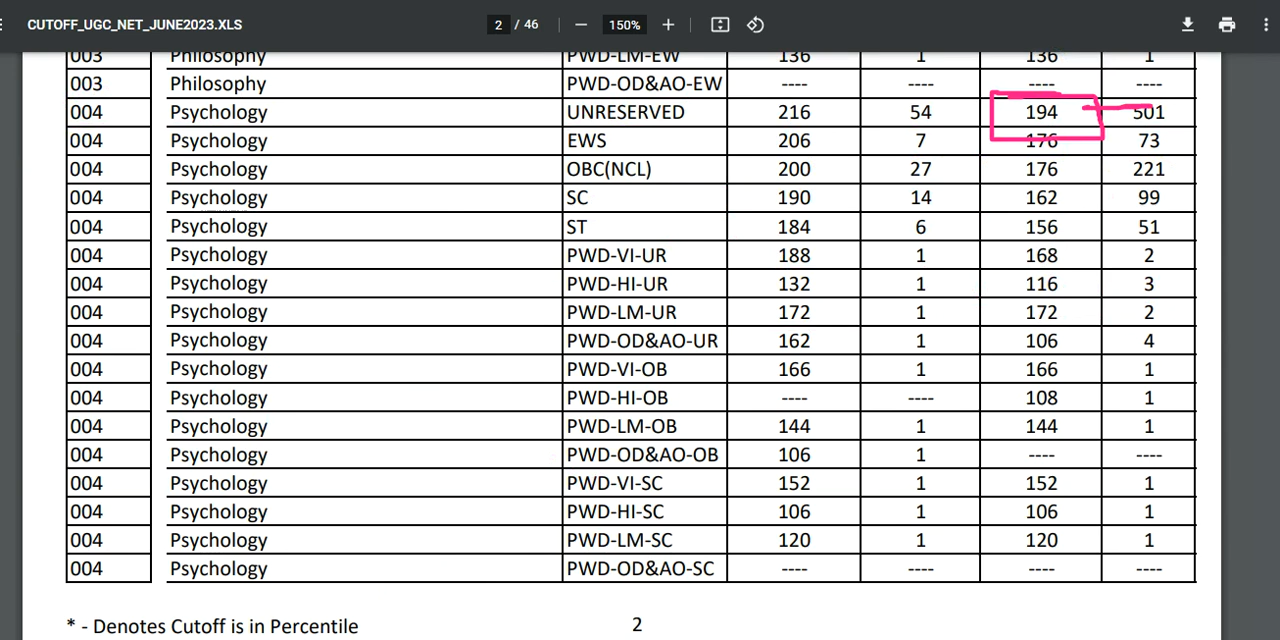 CUTOFF_UGC_NET_JUNE2023.XLS 2 / 46 150%
003 Philosophy PWD-LM-EW 136 1 136 1
003 Philosophy PWD-OD&AO-EW ---- ---- ---- ----
004 Psychology UNRESERVED 216 54 194 501
004 Psychology EWS 206 7 176 73
004 Psychology OBC(NCL) 200 27 176 221
004 Psychology SC 190 14 162 99
004 Psychology ST 184 6 156 51
004 Psychology PWD-VI-UR 188 1 168 2
004 Psychology PWD-HI-UR 132 1 116 3
004 Psychology PWD-LM-UR 172 1 172 2
004 Psychology PWD-OD&AO-UR 162 1 106 4
004 Psychology PWD-VI-OB 166 1 166 1
004 Psychology PWD-HI-OB ---- ---- 108 1
004 Psychology PWD-LM-OB 144 1 144 1
004 Psychology PWD-OD&AO-OB 106 1 ---- ----
004 Psychology PWD-VI-SC 152 1 152 1
004 Psychology PWD-HI-SC 106 1 106 1
004 Psychology PWD-LM-SC 120 1 120 1
004 Psychology PWD-OD&AO-SC ---- ---- ---- ----
* - Denotes Cutoff is in Percentile 2